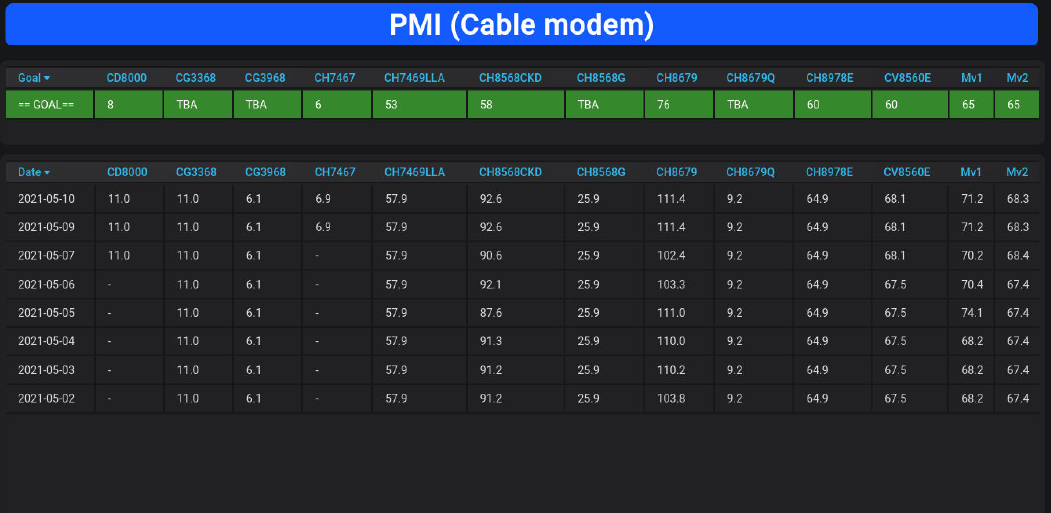 PMI (Cable modem)
Goal CD8000 CG3368 CG3968 CH7467 CH7469LLA CH8568CKD CH8568G CH8679 CH8679Q CH8978E CV8560E Mv1 Mv2
== GOAL== 8 TBA TBA 6 53 58 TBA 76 TBA 60 60 65 65
Date CD8000 CG3368 CG3968 CH7467 CH7469LLA CH8568CKD CH8568G CH8679 CH8679Q CH8978E CV8560E Mv1 Mv2
2021-05-10 11.0 11.0 6.1 6.9 57.9 92.6 25.9 111.4 9.2 64.9 68.1 71.2 68.3
2021-05-09 11.0 11.0 6.1 6.9 57.9 92.6 25.9 111.4 9.2 64.9 68.1 71.2 68.3
2021-05-07 11.0 11.0 6.1 - 57.9 90.6 25.9 102.4 9.2 64.9 68.1 70.2 68.4
2021-05-06 - 11.0 6.1 - 57.9 92.1 25.9 103.3 9.2 64.9 67.5 70.4 67.4
2021-05-05 - 11.0 6.1 - 57.9 87.6 25.9 111.0 9.2 64.9 67.5 74.1 67.4
2021-05-04 - 11.0 6.1 - 57.9 91.3 25.9 110.0 9.2 64.9 67.5 68.2 67.4
2021-05-03 - 11.0 6.1 - 57.9 91.2 25.9 110.2 9.2 64.9 67.5 68.2 67.4
2021-05-02 - 11.0 6.1 - 57.9 91.2 25.9 103.8 9.2 64.9 67.5 68.2 67.4